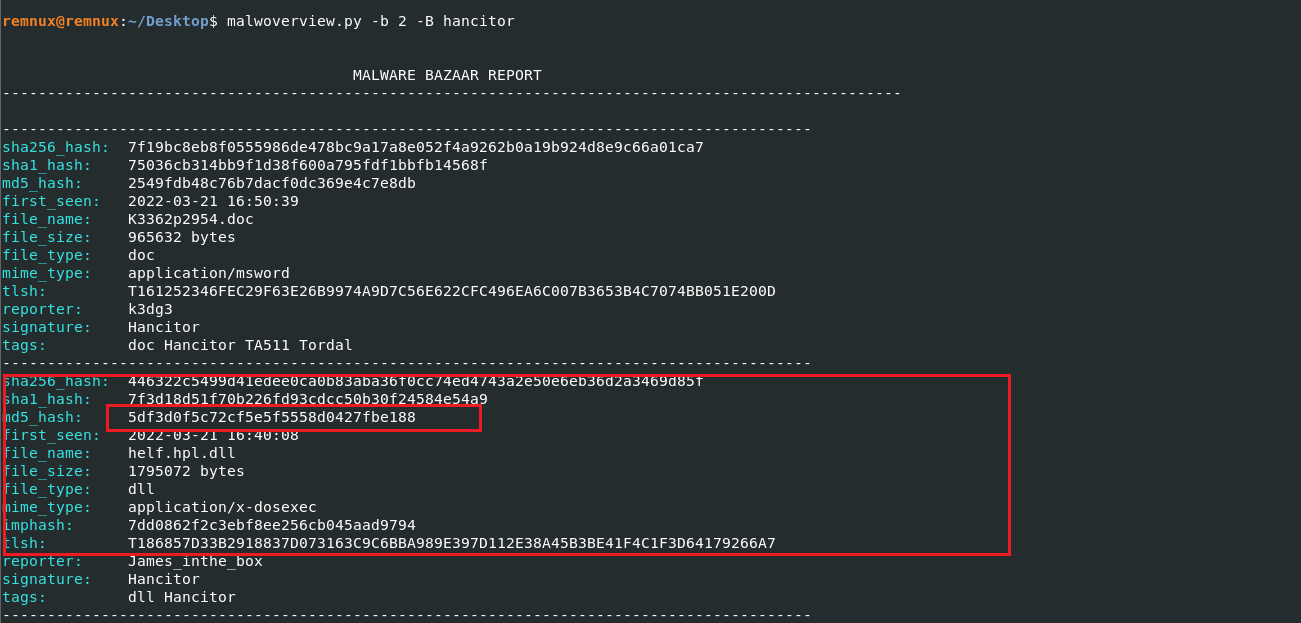 remnux@remnux:~/Desktop$ malwoverview.py -b 2 -B hancitor
MALWARE BAZAAR REPORT
----------------------------------------------------------------------------------------------------
------------------------------------------------------------------------------------------
sha256_hash: 7f19bc8eb8f0555986de478bc9a17a8e052f4a9262b0a19b924d8e9c66a01ca7
sha1_hash: 75036cb314bb9f1d38f600a795fdf1bbfb14568f
md5_hash: 2549fdb48c76b7dacf0dc369e4c7e8db
first_seen: 2022-03-21 16:50:39
file_name: K3362p2954.doc
file_size: 965632 bytes
file_type: doc
mime_type: application/msword
tlsh: T161252346FEC29F63E26B9974A9D7C56E622CFC496EA6C007B3653B4C7074BB051E200D
reporter: k3dg3
signature: Hancitor
tags: doc Hancitor TA511 Tordal
------------------------------------------------------------------------------------------
sha256_hash: 446322c5499d41edee0ca0b83aba36f0cc74ed4743a2e50e6eb36d2a3469d85f
sha1_hash: 7f3d18d51f70b226fd93cdcc50b30f24584e54a9
md5_hash: 5df3d0f5c72cf5e5f5558d0427fbe188
first_seen: 2022-03-21 16:40:08
file_name: helf.hpl.dll
file_size: 1795072 bytes
file_type: dll
mime_type: application/x-dosexec
imphash: 7dd0862f2c3ebf8ee256cb045aad9794
tlsh: T186857D33B2918837D073163C9C6BBA989E397D112E38A45B3BE41F4C1F3D64179266A7
reporter: James_inthe_box
signature: Hancitor
tags: dll Hancitor
------------------------------------------------------------------------------------------